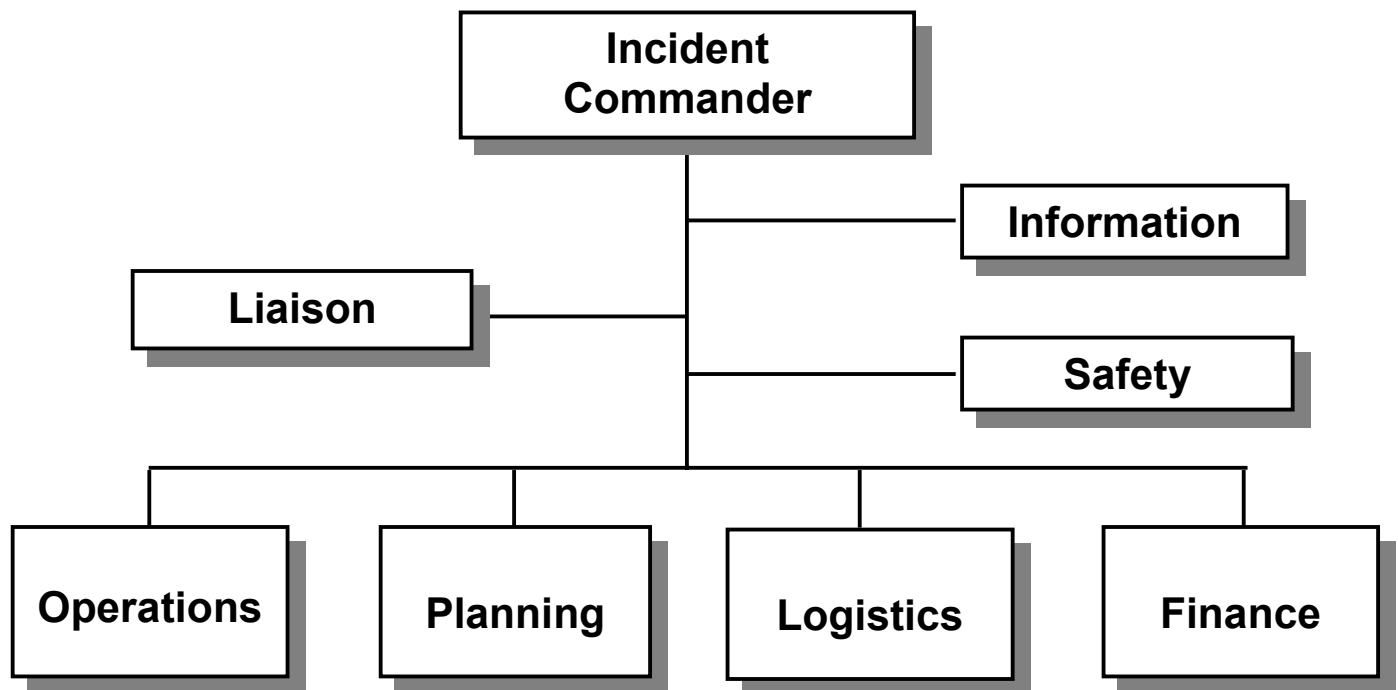 Incident
Commander
Information
Liaison
Safety
Operations
Planning
Logistics
Finance